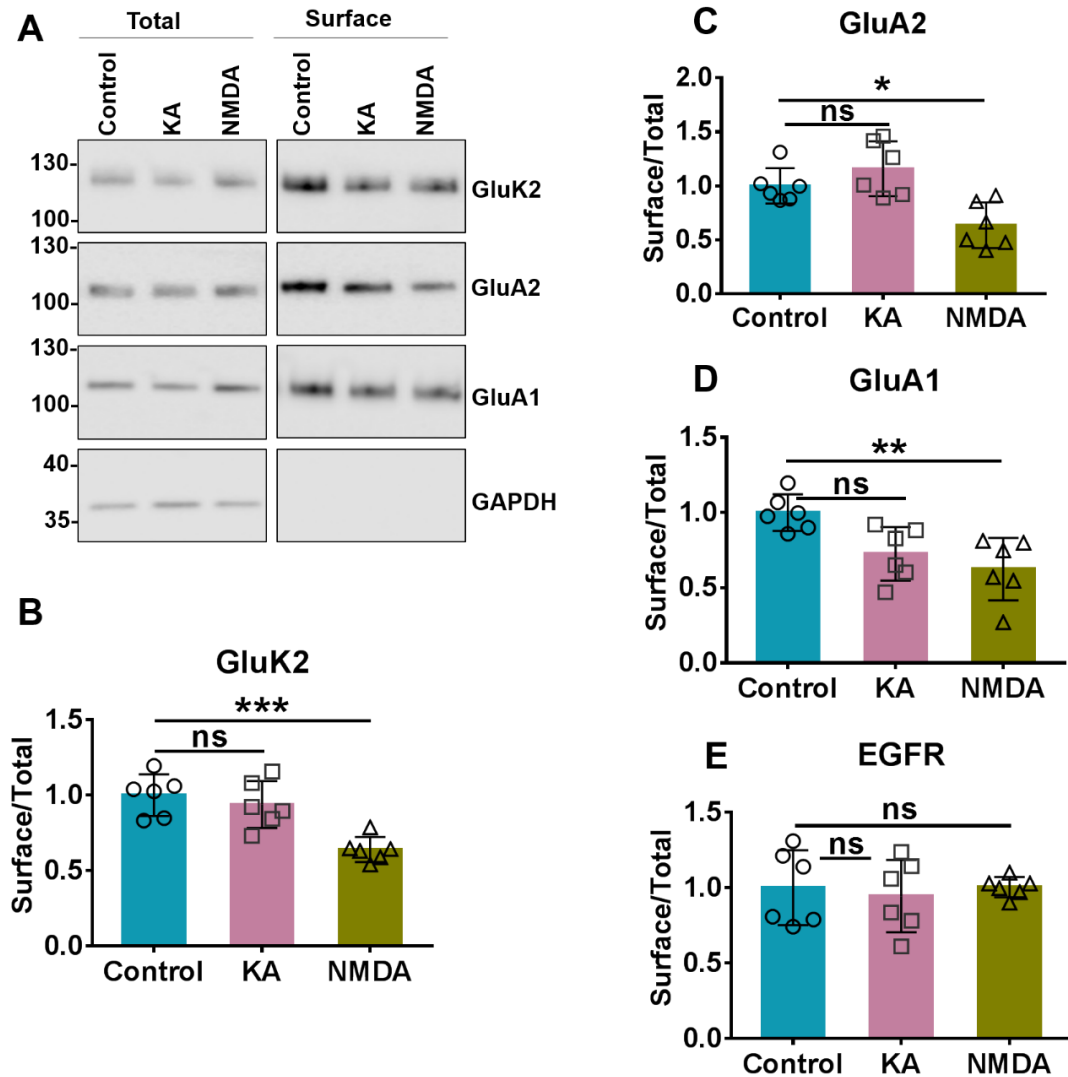 A
Total
Surface
Control
KA
NMDA
Control
KA
NMDA
130
100
GluK2
100
GluA2
130
100
GluA1
40
35
GAPDH
B
GluK2
***
ns
1.5
1.0
0.5
0.0
Surface/Total
Control KA NMDA
C
GluA2
*
ns
2.0
1.5
1.0
0.5
0.0
Surface/Total
Control KA NMDA
D
GluA1
**
ns
1.5
1.0
0.5
0.0
Surface/Total
Control KA NMDA
E
EGFR
ns
ns
1.5
1.0
0.5
0.0
Surface/Total
Control KA NMDA